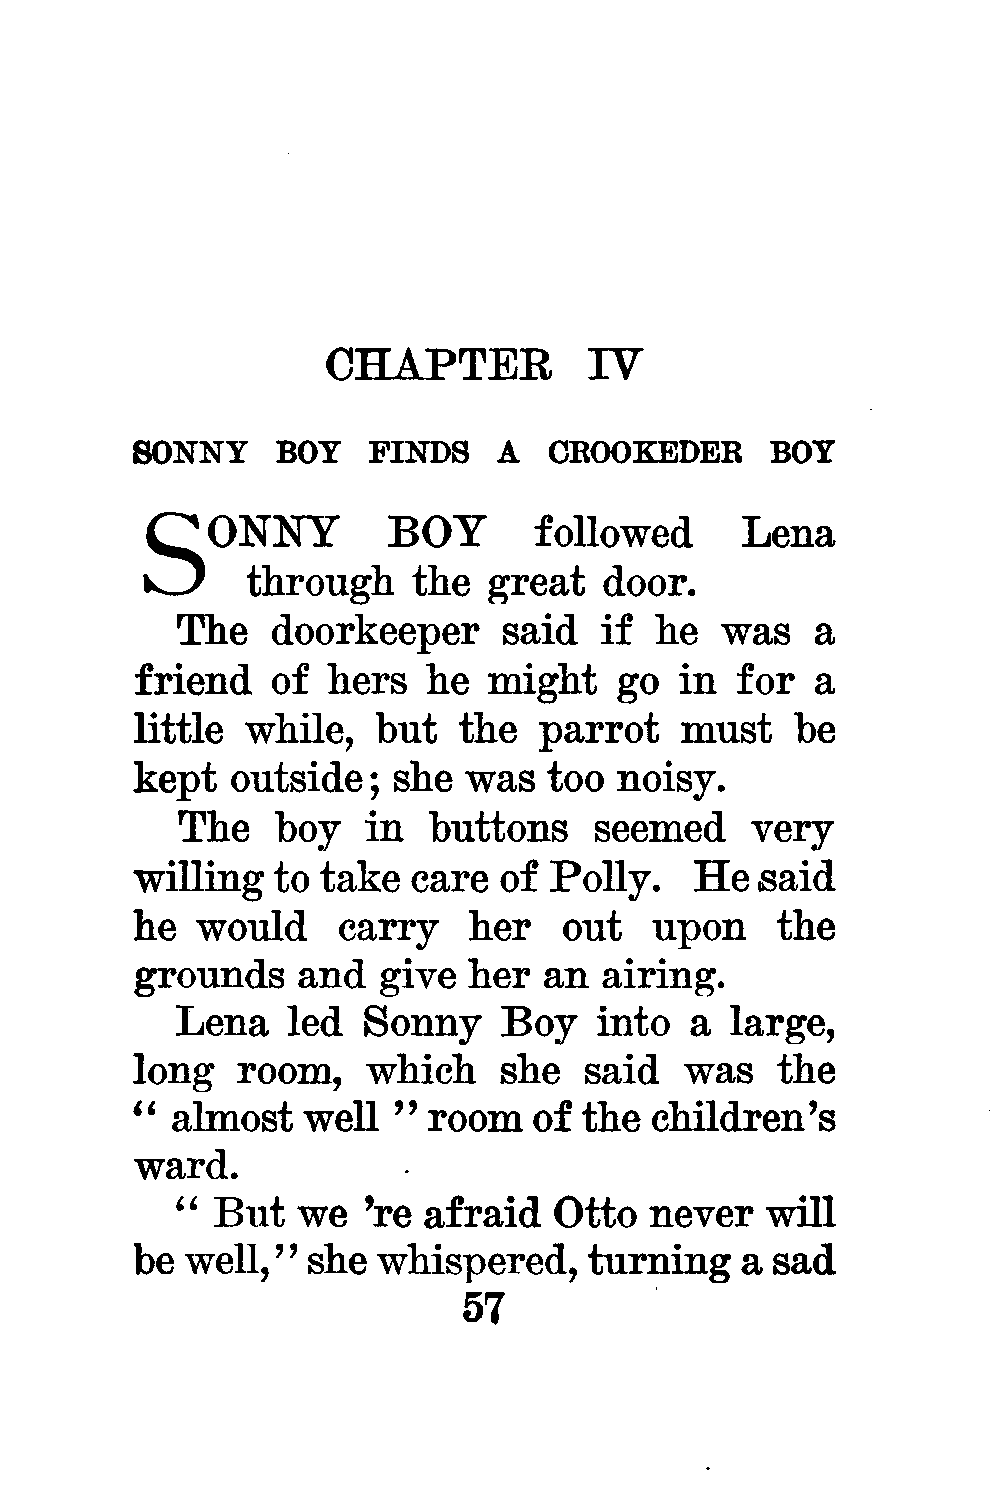 CHAPTER IV
SONNY BOY FINDS A CROOKEDER BOY
SONNY BOY followed Lena
through the great door.
The doorkeeper said if he was a
friend of hers he might go in for a
little while, but the parrot must be
kept outside; she was too noisy.
The boy in buttons seemed very
willing to take care of Polly. He said
he would carry her out upon the
grounds and give her an airing.
Lena led Sonny Boy into a large,
long room, which she said was the
“ almost well ” room of the children’s
ward.
“ But we ’re afraid Otto never will
be well,” she whispered, turning a sad
57